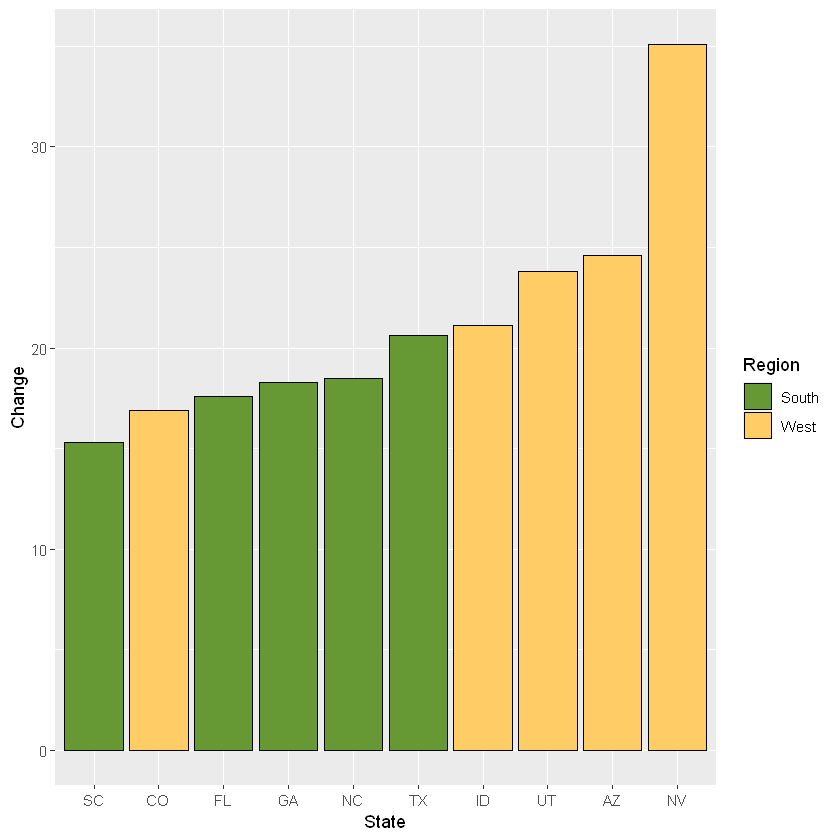 30
20
10
0
Change
SC CO FL GA NC TX ID UT AZ NV
State
Region
South
West